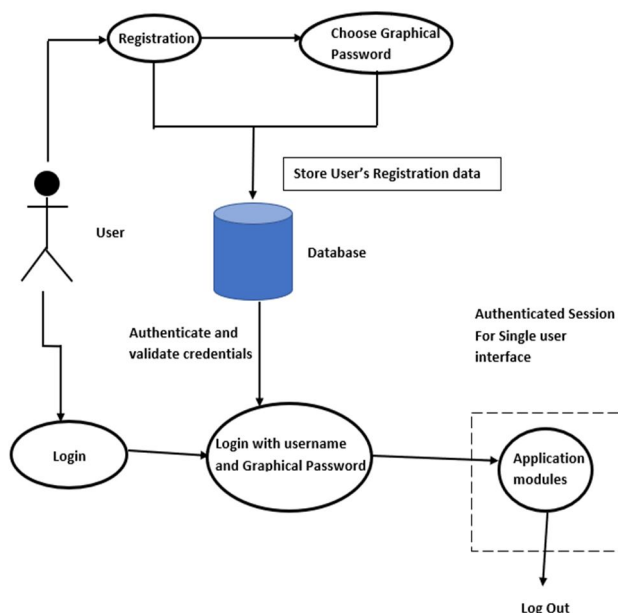 Registration
Choose Graphical
Password
Store User's Registration data
User
Database
Authenticate and
validate credentials
Authenticated Session
For Single user
interface
Login
Login with username
and Graphical Password
Application
modules
Log Out